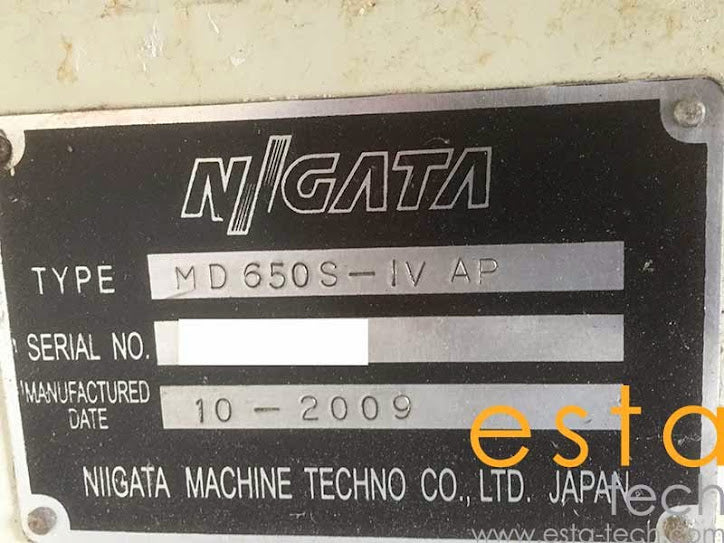 NIIGATA
TYPE MD650S-IV AP
SERIAL NO.
MANUFACTURED
DATE
10-2009
NIIGATA MACHINE TECHNO CO., LTD. JAPAN
esta
tech
www.esta-tech.com